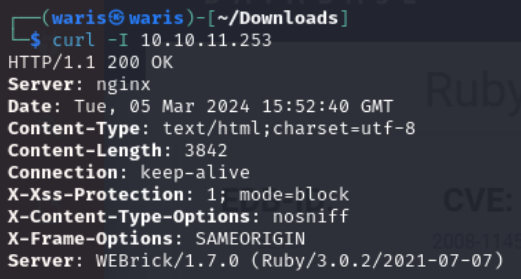 ┌──(waris㉿waris)-[~/Downloads]
└─$ curl -I 10.10.11.253
HTTP/1.1 200 OK
Server: nginx
Date: Tue, 05 Mar 2024 15:52:40 GMT
Content-Type: text/html;charset=utf-8
Content-Length: 3842
Connection: keep-alive
X-Xss-Protection: 1; mode=block
X-Content-Type-Options: nosniff
X-Frame-Options: SAMEORIGIN
Server: WEBrick/1.7.0 (Ruby/3.0.2/2021-07-07)
Ruby
CVE: